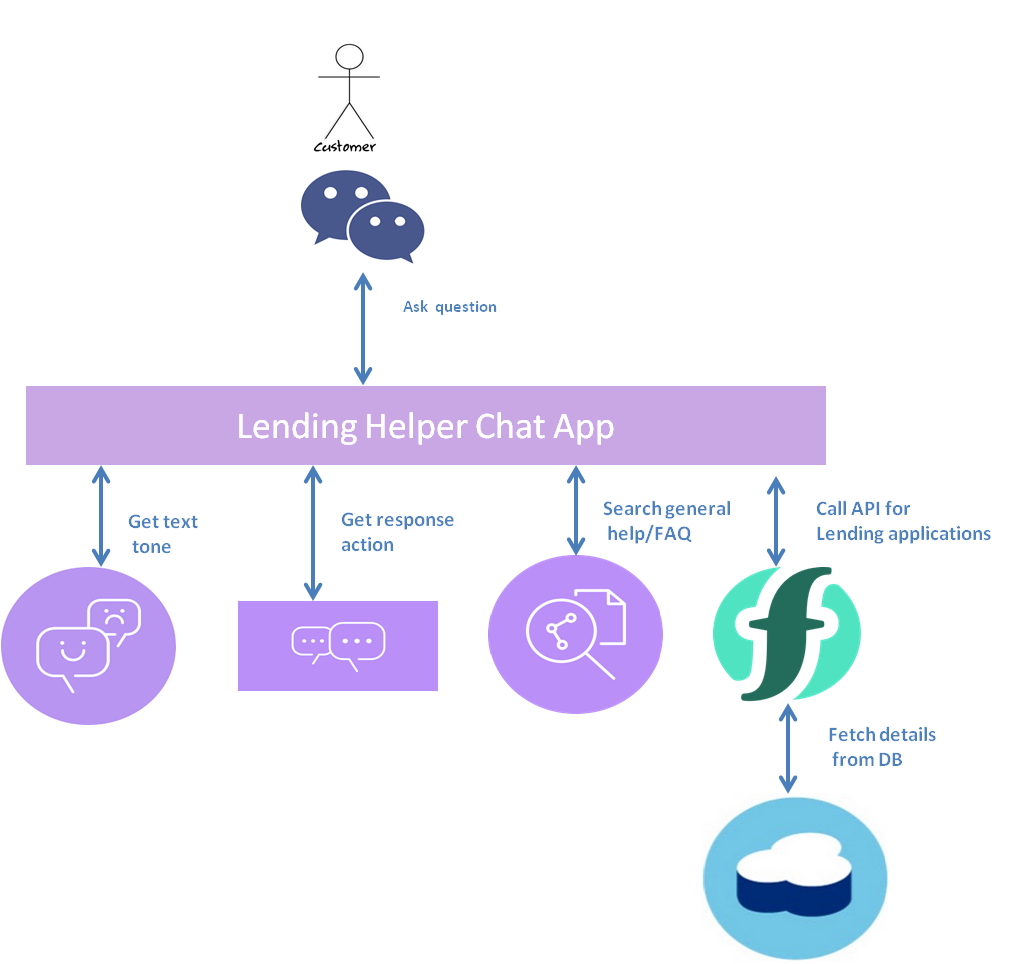 Customer
Ask question
Lending Helper Chat App
Get text
tone
Get response
action
Search general
help/FAQ
Call API for
Lending applications
Fetch details
from DB